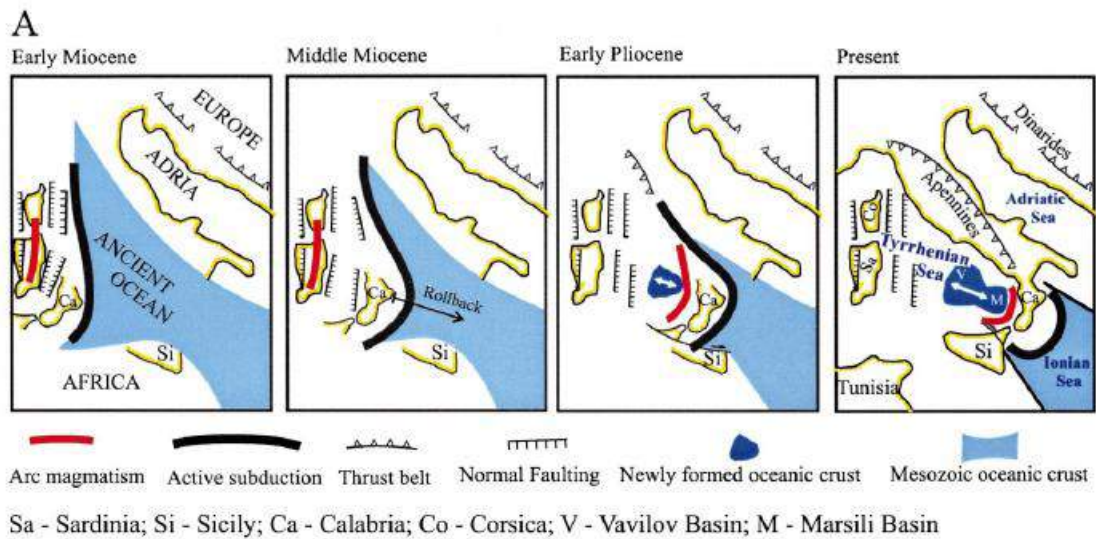 A
Early Miocene
Middle Miocene
Early Pliocene
Present
EUROPE
ADRIA
ANCIENT
OCEAN
Ca
Si
AFRICA
Ca
Rollback
Si
Ca
Si
Dinarides
Apennines
Adriatic
Sea
Co
Sa
Tyrrhenian
Sea
V
M
Ca
Si
Ionian
Sea
Tunisia
Arc magmatism
Active subduction
Thrust belt
Normal Faulting
Newly formed oceanic crust
Mesozoic oceanic crust
Sa - Sardinia; Si - Sicily; Ca - Calabria; Co - Corsica; V - Vavilov Basin; M - Marsili Basin